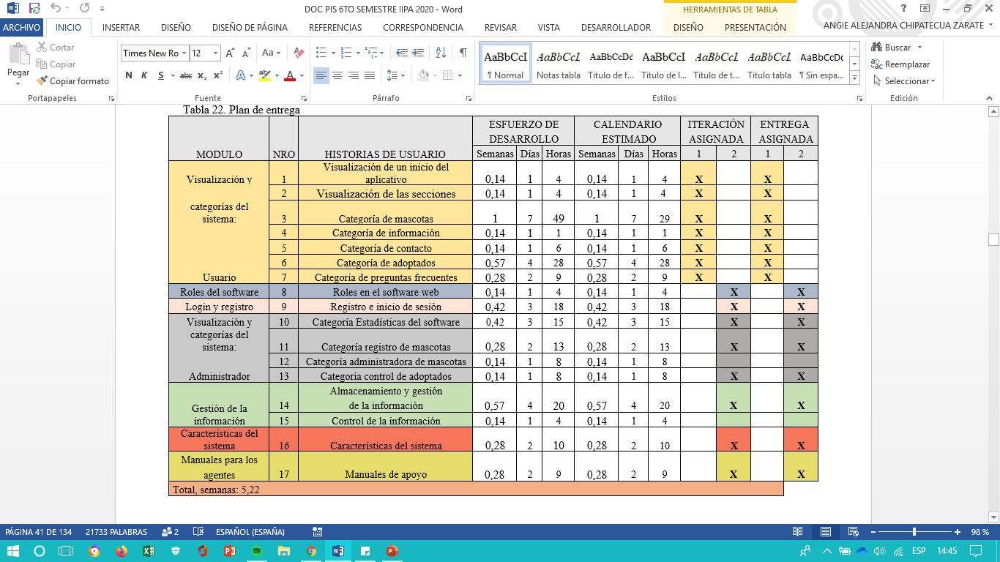 DOC PIS 6TO SEMESTRE IIPA 2020 - Word
HERRAMIENTAS DE TABLA
ARCHIVO INICIO INSERTAR DISEÑO DISEÑO DE PÁGINA REFERENCIAS CORRESPONDENCIA REVISAR VISTA DESARROLLADOR DISEÑO PRESENTACIÓN ANGIE ALEJANDRA CHIPATECUA ZARATE
Pegar
Cortar
Copiar
Copiar formato
Portapapeles
Times New Ro 12
N K S abc x₂ x²
Fuente
Párrafo
AaBbCcI AaBbCcI AaBbCcDc AaBbCcI AaBbCcI AaBbCcI AaBbCcDc
¶ Normal Notas tabla Titulo de f... Titulo de l... Titulo de t... Titulo tabla ¶ Sin espa...
Estilos
Buscar
Reemplazar
Seleccionar
Edición
Tabla 22. Plan de entrega
MODULO NRO HISTORIAS DE USUARIO ESFUERZO DE DESARROLLO CALENDARIO ESTIMADO ITERACIÓN ASIGNADA ENTREGA ASIGNADA
Semanas Días Horas Semanas Días Horas 1 2 1 2
Visualización y
categorías del
sistema:
Usuario
1 Visualización de un inicio del aplicativo 0,14 1 4 0,14 1 4 X X
2 Visualización de las secciones 0,14 1 4 0,14 1 4 X X
3 Categoría de mascotas 1 7 49 1 7 29 X X
4 Categoría de información 0,14 1 1 0,14 1 1 X X
5 Categoría de contacto 0,14 1 6 0,14 1 6 X X
6 Categoría de adoptados 0,57 4 28 0,57 4 28 X X
7 Categoría de preguntas frecuentes 0,28 2 9 0,28 2 9 X X
Roles del software 8 Roles en el software web 0,14 1 4 0,14 1 4 X X
Login y registro 9 Registro e inicio de sesión 0,42 3 18 0,42 3 18 X X
Visualización y
categorías del
sistema:
Administrador
10 Categoría Estadísticas del software 0,42 3 15 0,42 3 15 X X
11 Categoría registro de mascotas 0,28 2 13 0,28 2 13 X X
12 Categoría administradora de mascotas 0,14 1 8 0,14 1 8
13 Categoría control de adoptados 0,14 1 8 0,14 1 8 X X
Gestión de la
información
14 Almacenamiento y gestión de la información 0,57 4 20 0,57 4 20 X X
15 Control de la información 0,14 1 4 0,14 1 4
Características del sistema 16 Características del sistema 0,28 2 10 0,28 2 10 X X
Manuales para los agentes 17 Manuales de apoyo 0,28 2 9 0,28 2 9 X X
Total, semanas: 5,22
PÁGINA 41 DE 134 21733 PALABRAS 2 ESPAÑOL (ESPAÑA) 98 %
ESP 14:45